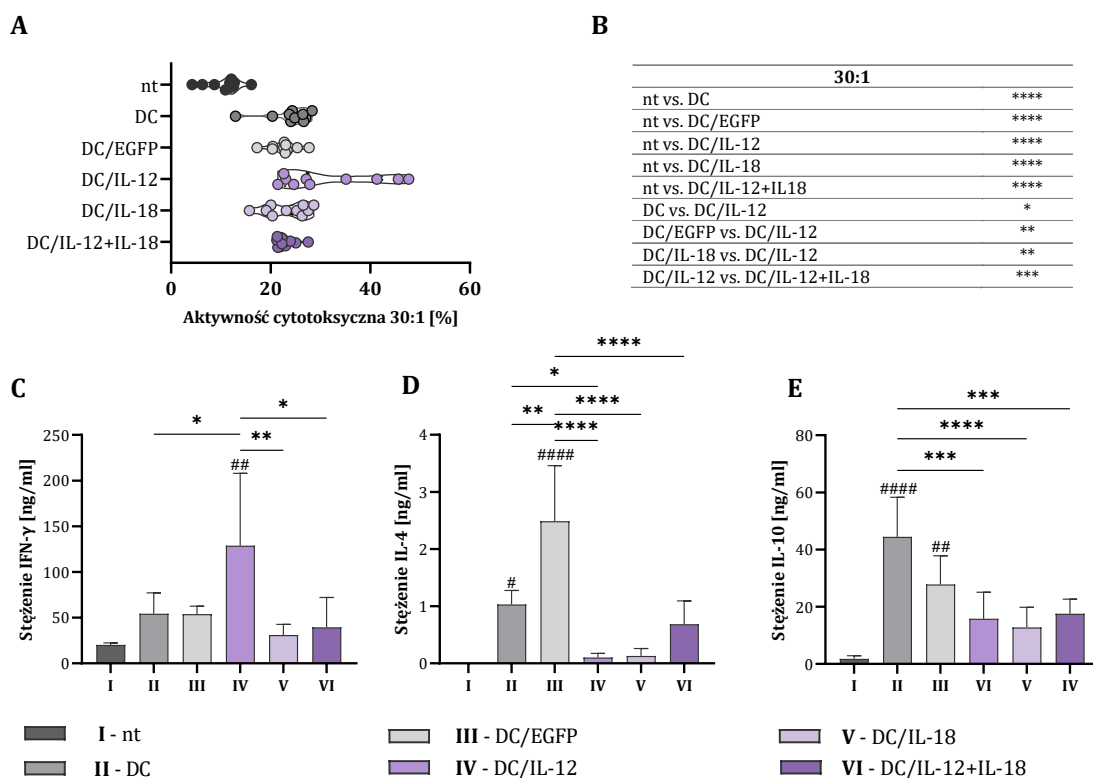 A
nt
DC
DC/EGFP
DC/IL-12
DC/IL-18
DC/IL-12+IL-18
0 20 40 60
Aktywność cytotoksyczna 30:1 [%]
B
30:1
nt vs. DC ****
nt vs. DC/EGFP ****
nt vs. DC/IL-12 ****
nt vs. DC/IL-18 ****
nt vs. DC/IL-12+IL18 ****
DC vs. DC/IL-12 *
DC/EGFP vs. DC/IL-12 **
DC/IL-18 vs. DC/IL-12 **
DC/IL-12 vs. DC/IL-12+IL-18 ***
C
Stężenie IFN-γ [ng/ml]
250
200
150
100
50
0
* *
**
##
I II III IV V VI
D
Stężenie IL-4 [ng/ml]
4
3
2
1
0
****
*
** ****
****
####
#
I II III IV V VI
E
Stężenie IL-10 [ng/ml]
80
60
40
20
0
***
****
***
####
##
I II III VI V IV
I - nt
II - DC
III - DC/EGFP
IV - DC/IL-12
V - DC/IL-18
VI - DC/IL-12+IL-18